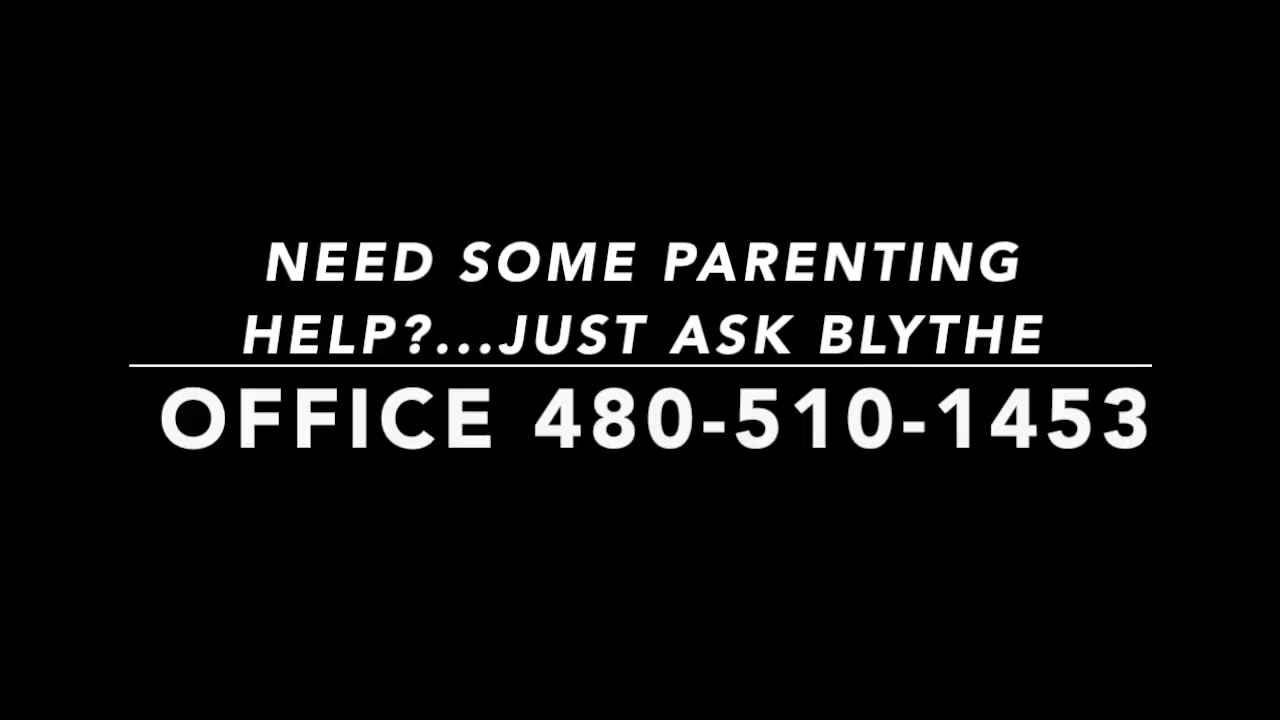 NEED SOME PARENTING
HELP?...JUST ASK BLYTHE
OFFICE 480-510-1453